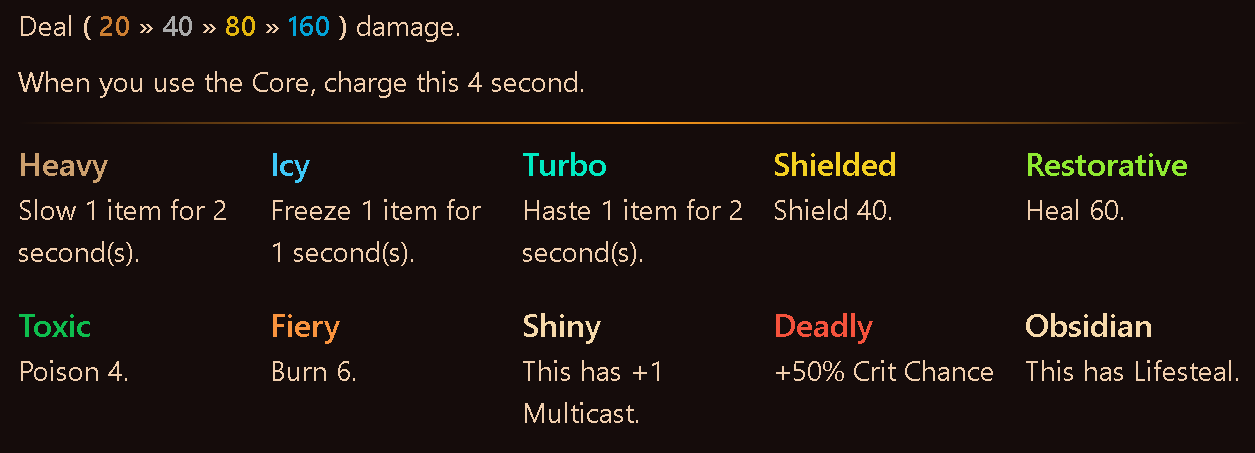 Deal ( 20 » 40 » 80 » 160 ) damage.
When you use the Core, charge this 4 second.
Heavy
Slow 1 item for 2
second(s).
Icy
Freeze 1 item for
1 second(s).
Turbo
Haste 1 item for 2
second(s).
Shielded
Shield 40.
Restorative
Heal 60.
Toxic
Poison 4.
Fiery
Burn 6.
Shiny
This has +1
Multicast.
Deadly
+50% Crit Chance
Obsidian
This has Lifesteal.